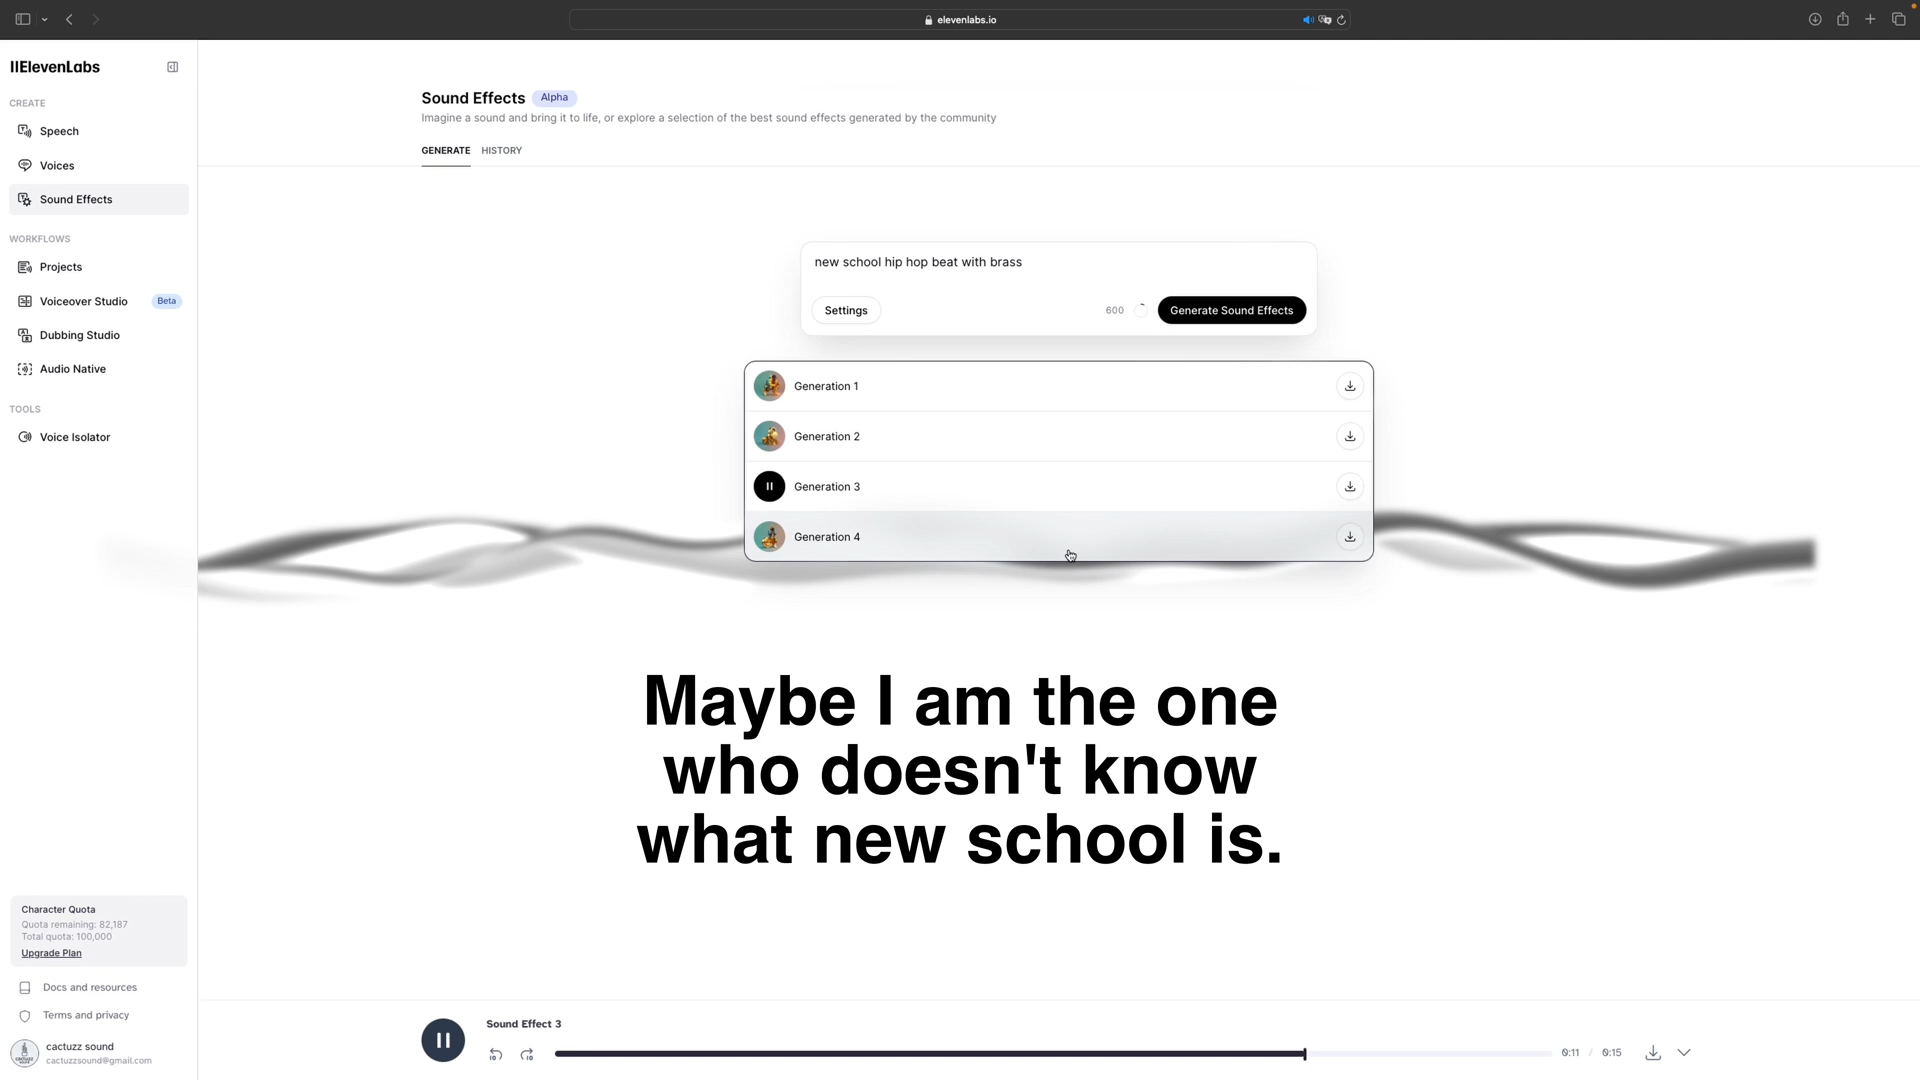 elevenlabs.io
IIElevenLabs
CREATE
Speech
Voices
Sound Effects
WORKFLOWS
Projects
Voiceover Studio Beta
Dubbing Studio
Audio Native
TOOLS
Voice Isolator
Character Quota
Quota remaining: 82,187
Total quota: 100,000
Upgrade Plan
Docs and resources
Terms and privacy
cactuzz sound
cactuzzsound@gmail.com
Sound Effects Alpha
Imagine a sound and bring it to life, or explore a selection of the best sound effects generated by the community
GENERATE HISTORY
new school hip hop beat with brass
Settings 600 Generate Sound Effects
Generation 1
Generation 2
Generation 3
Generation 4
Maybe I am the one
who doesn't know
what new school is.
Sound Effect 3
10 10 0:11 / 0:15